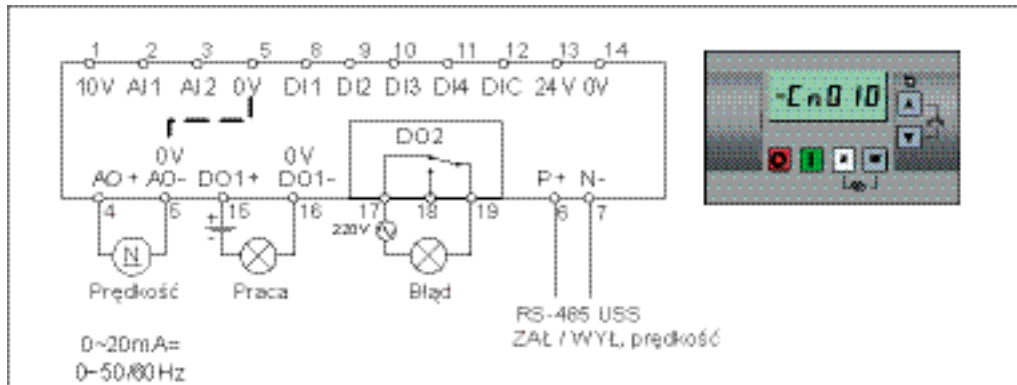 1 2 3 5 8 9 10 11 12 13 14
10V AI1 AI2 0V DI1 DI2 DI3 DI4 DIC 24V 0V
-Cn010
DO2
0V 0V
AO+ AO- DO1+ DO1- P+ N-
4 5 15 16 17 18 19 6 7
+
-
220V
N
Prędkość Praca Błąd
RS-485 USS
ZAŁ / WYŁ, prędkość
0~20mA=
0~50/60Hz